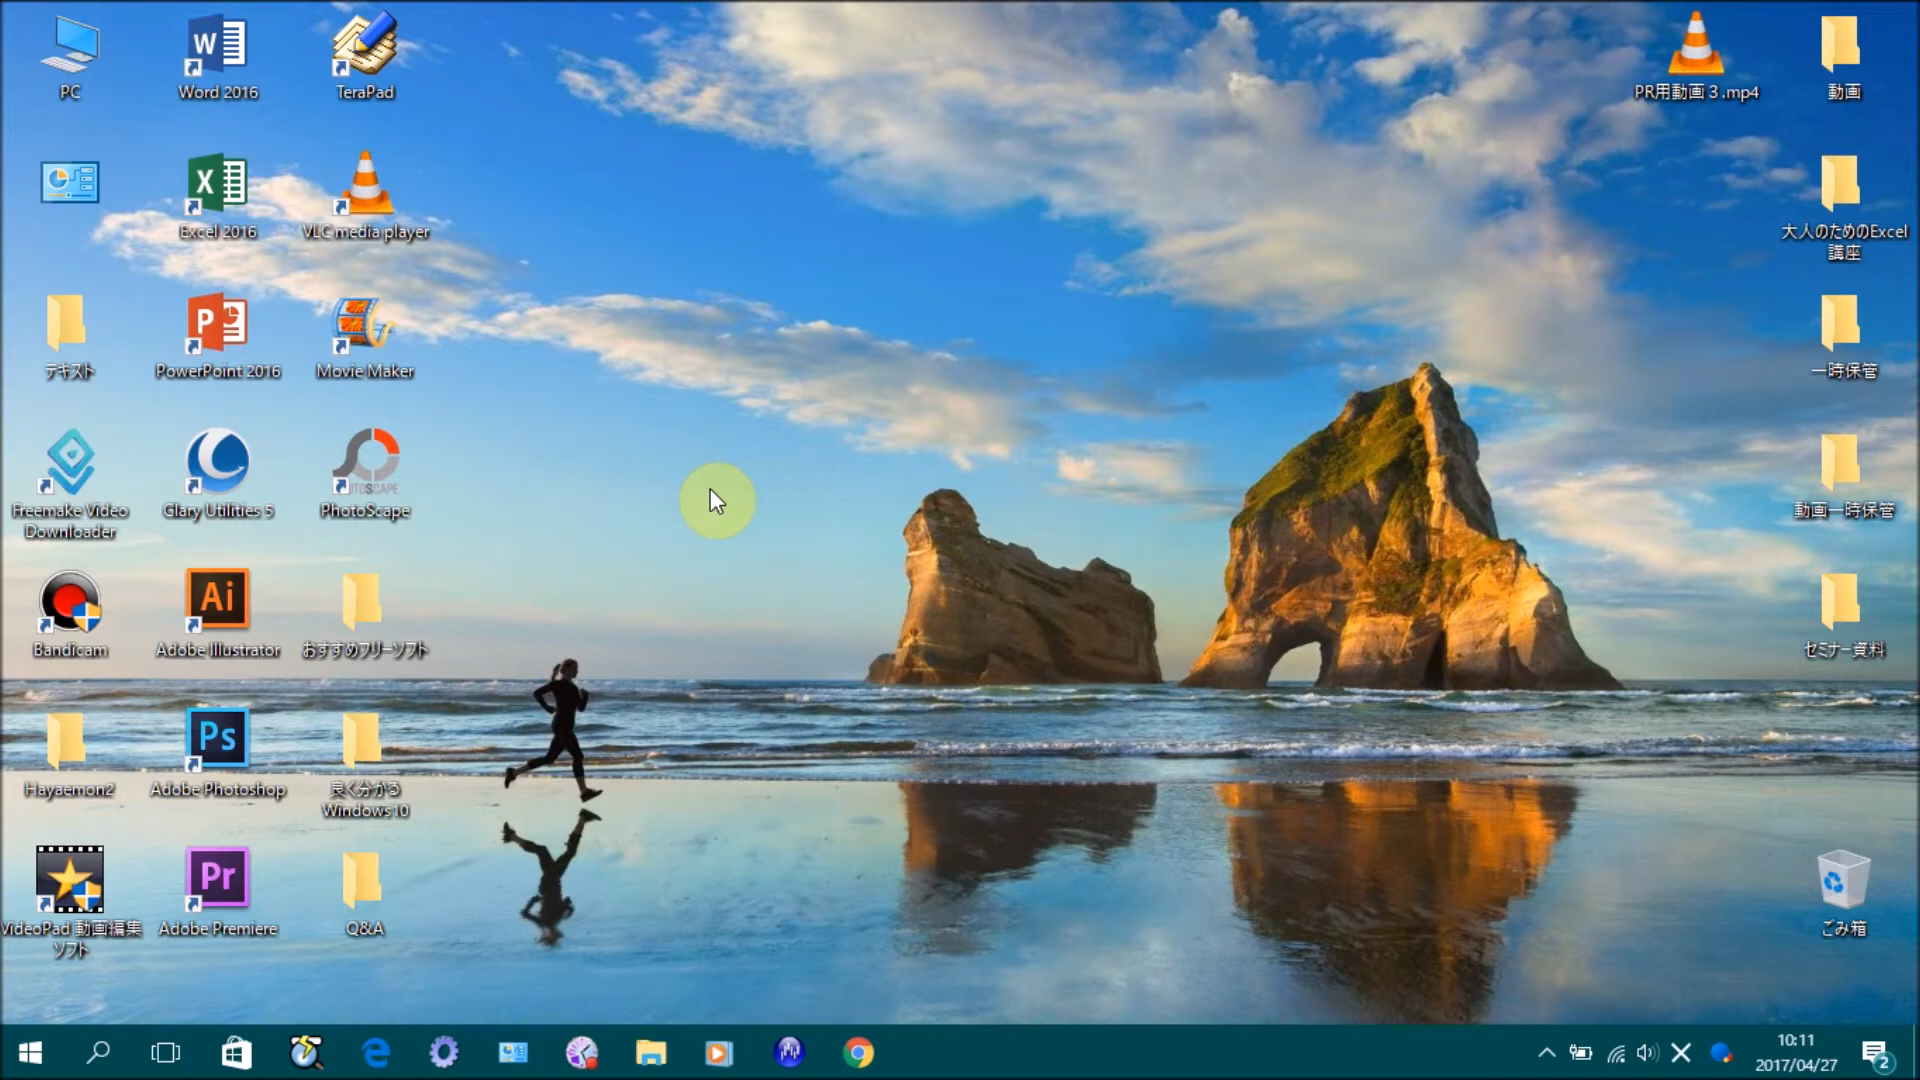 PC
Word 2016
TeraPad
PR用動画３.mp4
動画
Excel 2016
VLC media player
大人のためのExcel
講座
テキスト
PowerPoint 2016
Movie Maker
一時保管
Freemake Video
Downloader
Glary Utilities 5
PhotoScape
動画一時保管
Bandicam
Adobe Illustrator
おすすめフリーソフト
セミナー資料
Hayaemon2
Adobe Photoshop
良く分かる
Windows10
VideoPad 動画編集
ソフト
Adobe Premiere
Q&A
ごみ箱
10:11
2017/04/27
2